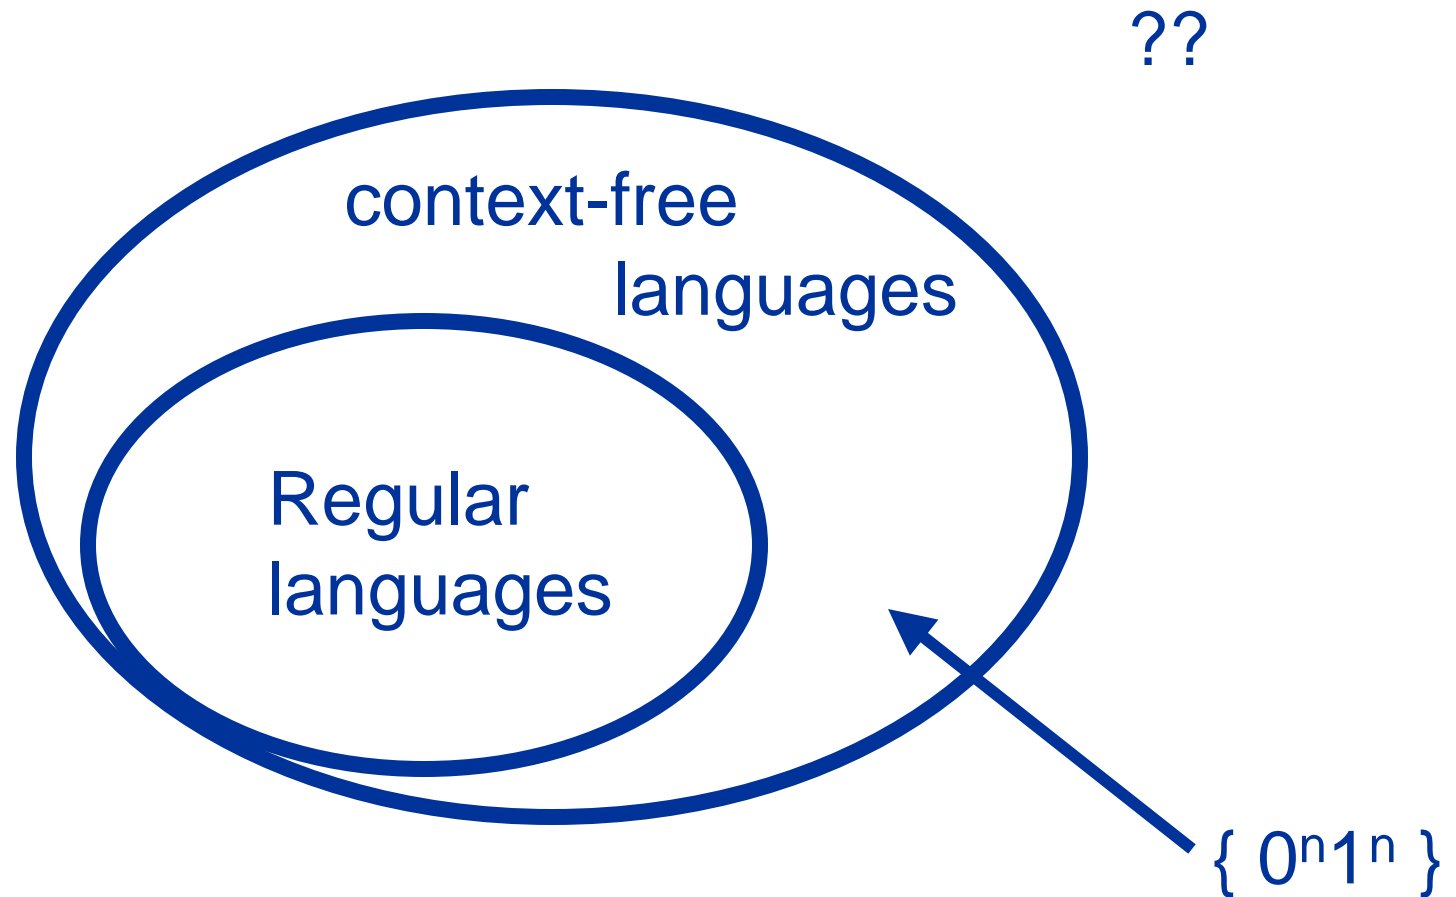 ??
context-free
languages
Regular
languages
{ 0ⁿ1ⁿ }